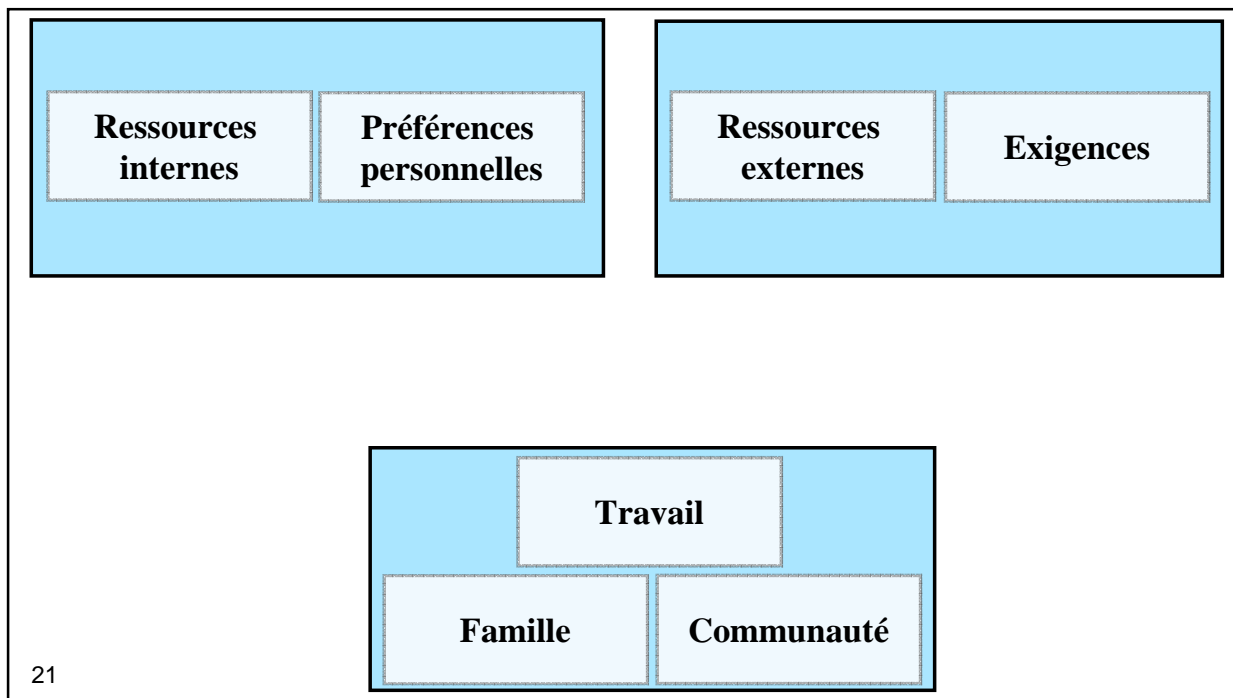 Ressources
internes
Préférences
personnelles
Ressources
externes
Exigences
Travail
Famille
Communauté
21